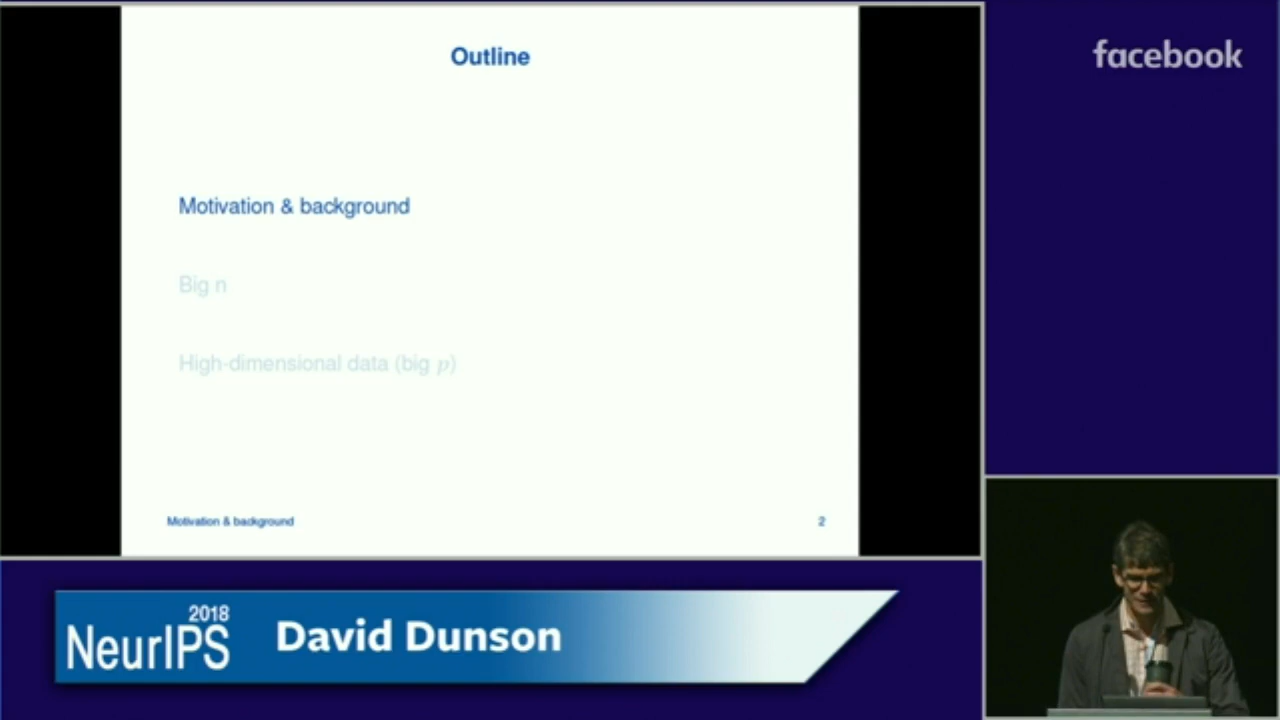 Outline
facebook
Motivation & background
Big n
High-dimensional data (big p)
Motivation & background
2
2018
NeurIPS
David Dunson